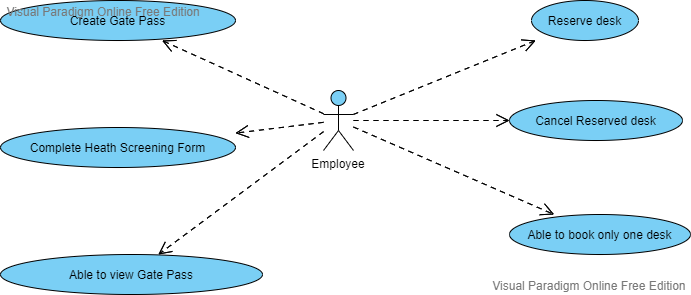 Visual Paradigm Online Free Edition
Create Gate Pass
Reserve desk
Cancel Reserved desk
Complete Heath Screening Form
Employee
Able to book only one desk
Able to view Gate Pass
Visual Paradigm Online Free Edition